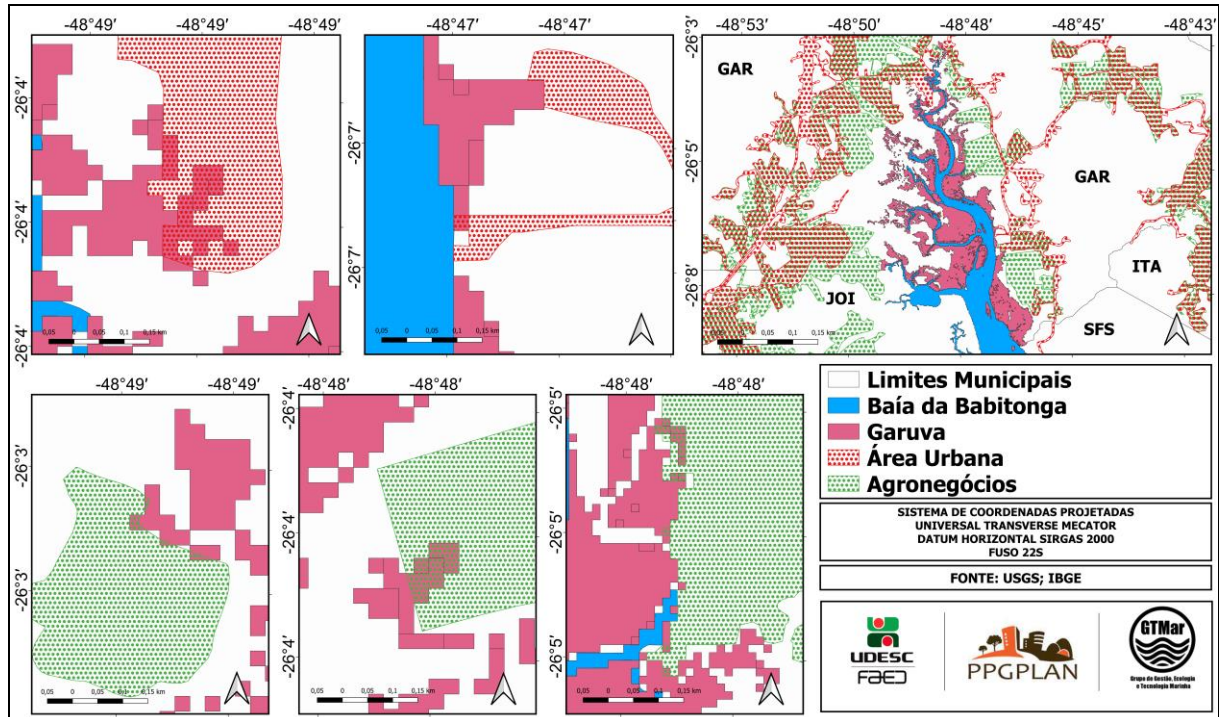 -48°49' -48°49'
-26°4'
-26°4'
-26°4'
0,05 0 0,05 0,1 0,15 km
-48°47' -48°47'
-26°7'
-26°7'
0,05 0 0,05 0,1 0,15 km
-48°53' -48°50' -48°48' -48°45' -48°43'
-26°3'
-26°5'
-26°8'
GAR
GAR
ITA
JOI
SFS
0,05 0 0,05 0,1 0,15 km
-48°49' -48°49'
-26°3'
-26°3'
0,05 0 0,05 0,1 0,15 km
-48°48' -48°48'
-26°4'
-26°4'
-26°4'
0,05 0 0,05 0,1 0,15 km
-48°48' -48°48'
-26°5'
-26°5'
-26°5'
0,05 0 0,05 0,1 0,15 km
Limites Municipais
Baía da Babitonga
Garuva
Área Urbana
Agronegócios
SISTEMA DE COORDENADAS PROJETADAS
UNIVERSAL TRANSVERSE MECATOR
DATUM HORIZONTAL SIRGAS 2000
FUSO 22S
FONTE: USGS; IBGE
UDESC
FAED
PPGPLAN
GTMar
Grupo de Gestão, Ecologia
e Tecnologia Marinha